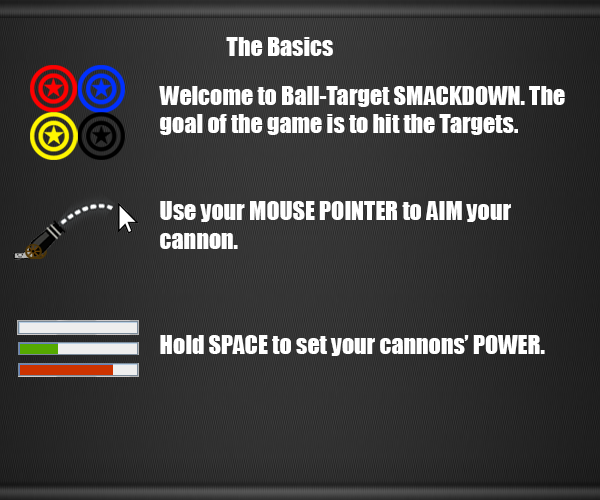 The Basics
Welcome to Ball-Target SMACKDOWN. The
goal of the game is to hit the Targets.
Use your MOUSE POINTER to AIM your
cannon.
Hold SPACE to set your cannons’ POWER.